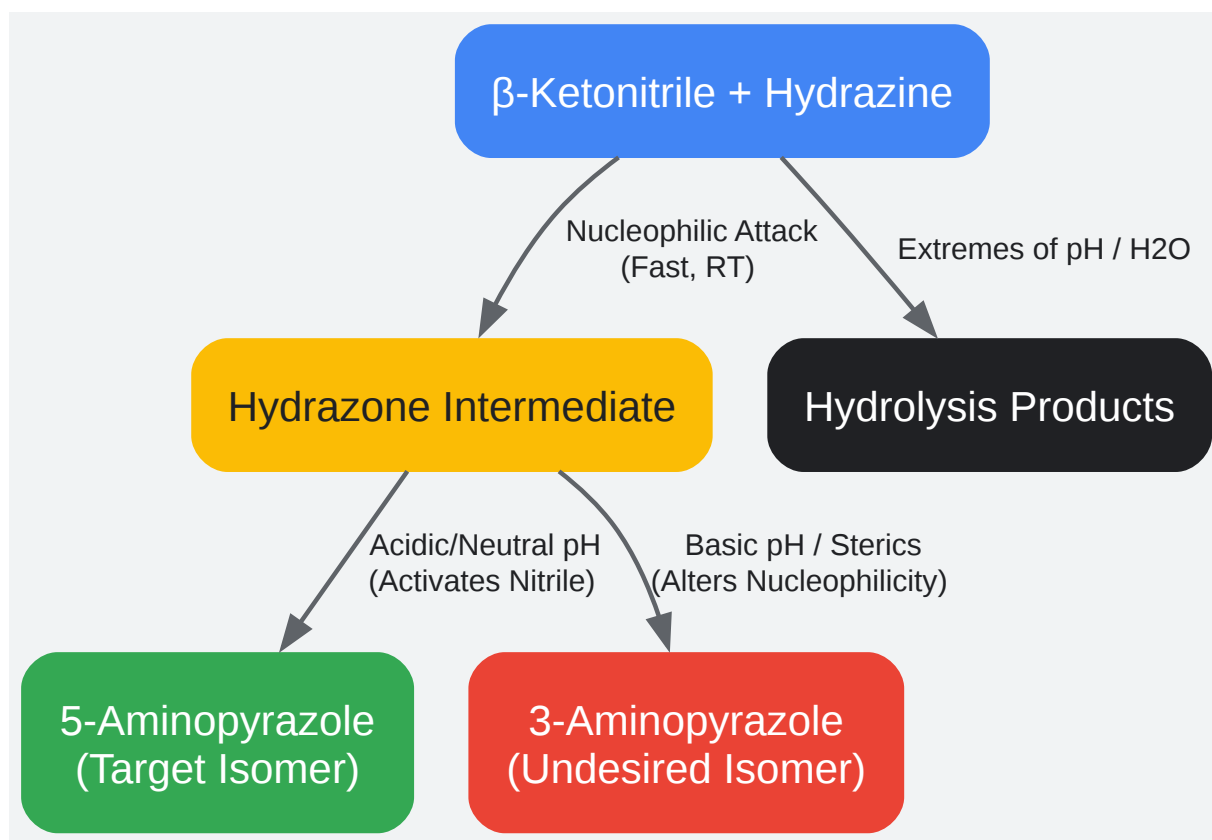 β-Ketonitrile + Hydrazine
Nucleophilic Attack
(Fast, RT)
Extremes of pH / H2O
Hydrazone Intermediate
Hydrolysis Products
Acidic/Neutral pH
(Activates Nitrile)
Basic pH / Sterics
(Alters Nucleophilicity)
5-Aminopyrazole
(Target Isomer)
3-Aminopyrazole
(Undesired Isomer)